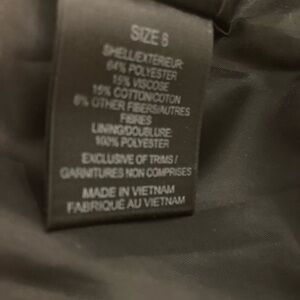 SIZE 8
SHELL/EXTERIEUR:
64% POLYESTER
15% VISCOSE
15% COTTON/COTON
6% OTHER FIBERS/AUTRES
FIBRES
LINING/DOUBLURE:
100% POLYESTER
EXCLUSIVE OF TRIMS /
GARNITURES NON COMPRISES
MADE IN VIETNAM
FABRIQUÉ AU VIETNAM